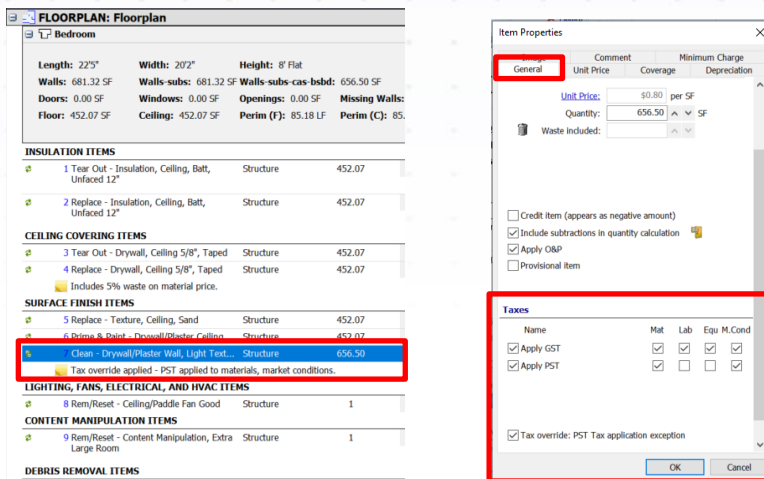 FLOORPLAN: Floorplan
Bedroom
Length: 22'5" Width: 20'2" Height: 8' Flat
Walls: 681.32 SF Walls-subs: 681.32 SF Walls-subs-cas-bsbd: 656.50 SF
Doors: 0.00 SF Windows: 0.00 SF Openings: 0.00 SF Missing Walls:
Floor: 452.07 SF Ceiling: 452.07 SF Perim (F): 85.18 LF Perim (C): 85.
INSULATION ITEMS
1 Tear Out - Insulation, Ceiling, Batt, Structure 452.07
Unfaced 12"
2 Replace - Insulation, Ceiling, Batt, Structure 452.07
Unfaced 12"
CEILING COVERING ITEMS
3 Tear Out - Drywall, Ceiling 5/8", Taped Structure 452.07
4 Replace - Drywall, Ceiling 5/8", Taped Structure 452.07
Includes 5% waste on material price.
SURFACE FINISH ITEMS
5 Replace - Texture, Ceiling, Sand Structure 452.07
6 Prime & Paint - Drywall/Plaster Ceiling Structure 452.07
7 Clean - Drywall/Plaster Wall, Light Text... Structure 656.50
Tax override applied - PST applied to materials, market conditions.
LIGHTING, FANS, ELECTRICAL, AND HVAC ITEMS
8 Rem/Reset - Ceiling/Paddle Fan Good Structure 1
CONTENT MANIPULATION ITEMS
9 Rem/Reset - Content Manipulation, Extra Structure 1
Large Room
DEBRIS REMOVAL ITEMS
Item Properties
Image Comment Minimum Charge
General Unit Price Coverage Depreciation
Unit Price: $0.80 per SF
Quantity: 656.50 SF
Waste included:
Credit item (appears as negative amount)
Include subtractions in quantity calculation
Apply O&P
Provisional item
Taxes
Name Mat Lab Equ M.Cond
Apply GST
Apply PST
Tax override: PST Tax application exception
OK Cancel